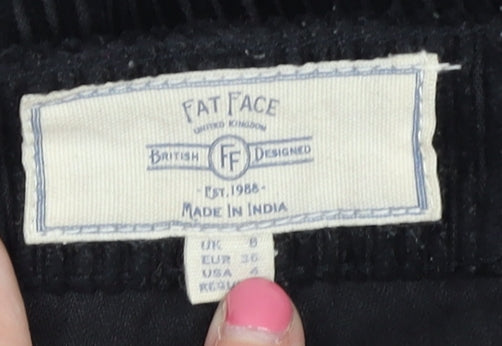 FAT FACE
UNITED KINGDOM
BRITISH FF DESIGNED
- EST. 1988 -
MADE IN INDIA
UK 8
EUR 36
USA 4